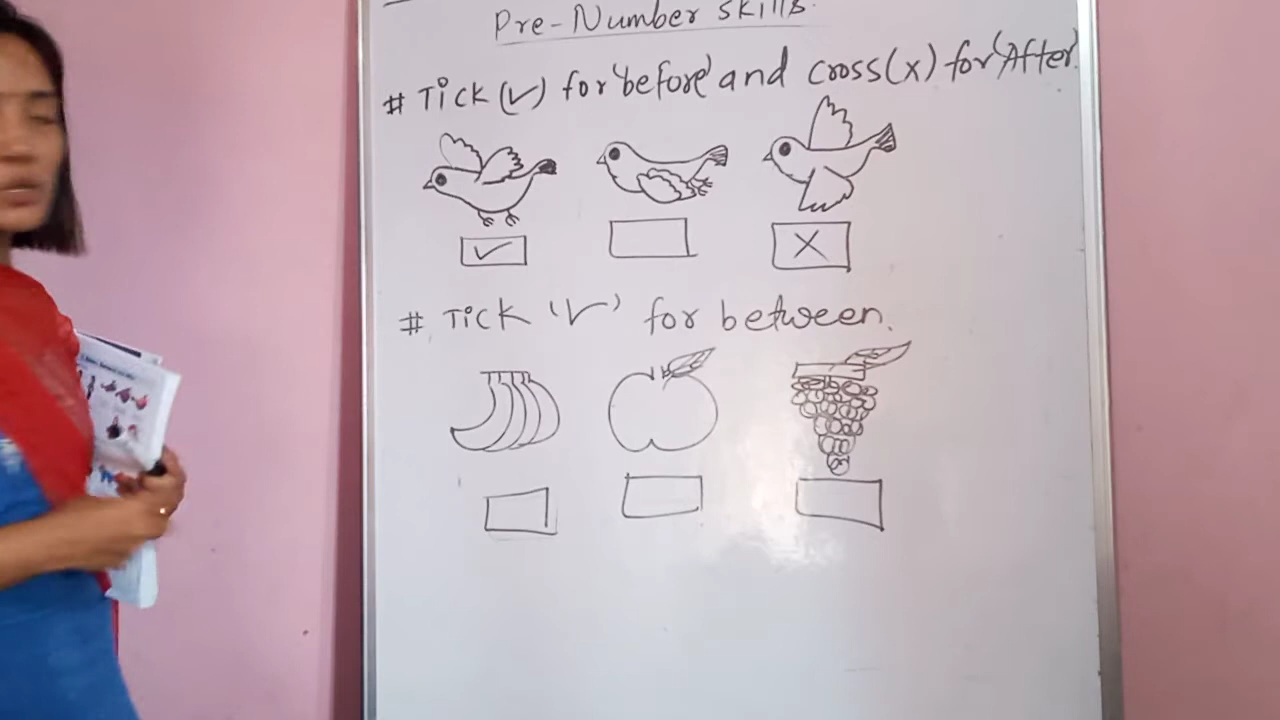 Pre-Number Skills.
# Tick (✓) for 'before' and cross(x) for 'After'.
✓ X
# Tick '✓' for between.